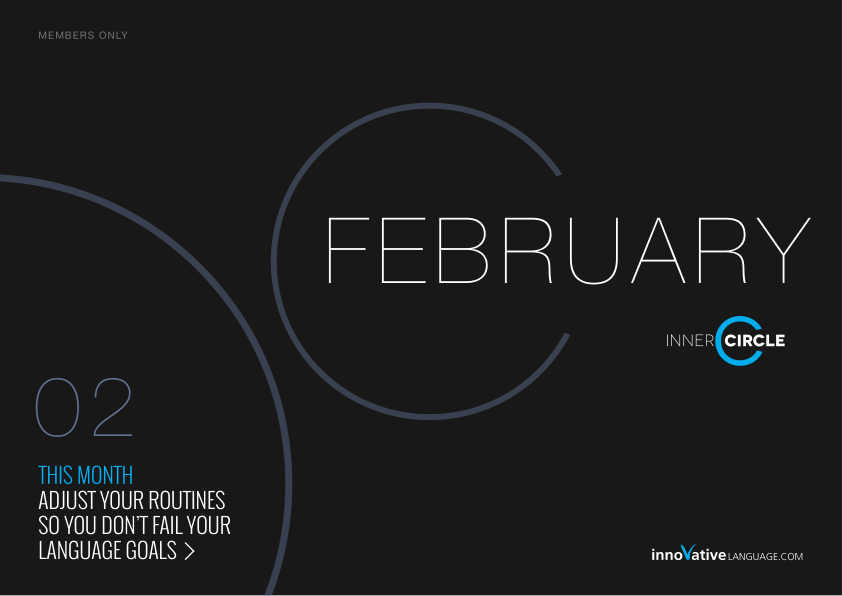 MEMBERS ONLY
FEBRUARY
INNER CIRCLE
02
THIS MONTH
ADJUST YOUR ROUTINES
SO YOU DON'T FAIL YOUR
LANGUAGE GOALS >
innoVative LANGUAGE.COM